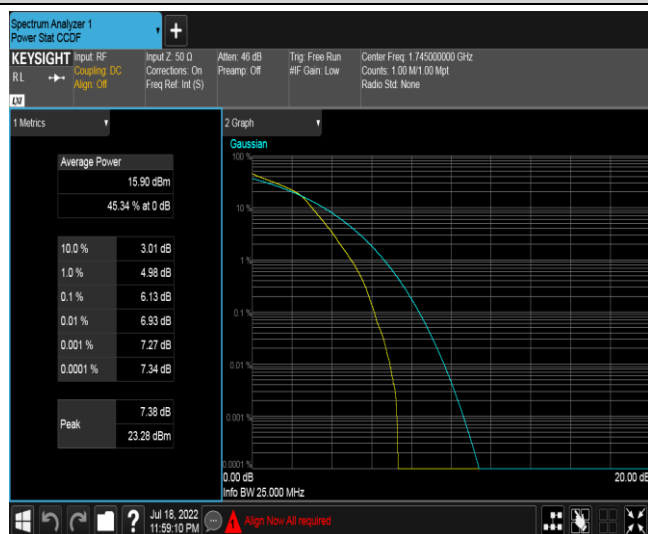 Spectrum Analyzer 1
Power Stat CCDF
+
KEYSIGHT
RL
LXI
Input: RF
Coupling: DC
Align: Off
Input Z: 50 Ω
Corrections: On
Freq Ref: Int (S)
Atten: 46 dB
Preamp: Off
Trig: Free Run
#IF Gain: Low
Center Freq: 1.745000000 GHz
Counts: 1.00 M/1.00 Mpt
Radio Std: None
1 Metrics
Average Power
15.90 dBm
45.34 % at 0 dB
10.0 % 3.01 dB
1.0 % 4.98 dB
0.1 % 6.13 dB
0.01 % 6.93 dB
0.001 % 7.27 dB
0.0001 % 7.34 dB
Peak
7.38 dB
23.28 dBm
2 Graph
Gaussian
100 %
10 %
1 %
0.1 %
0.01 %
0.001 %
0.0001 %
0.00 dB
20.00 dB
Info BW 25.000 MHz
?
Jul 18, 2022
11:59:10 PM
Align Now All required